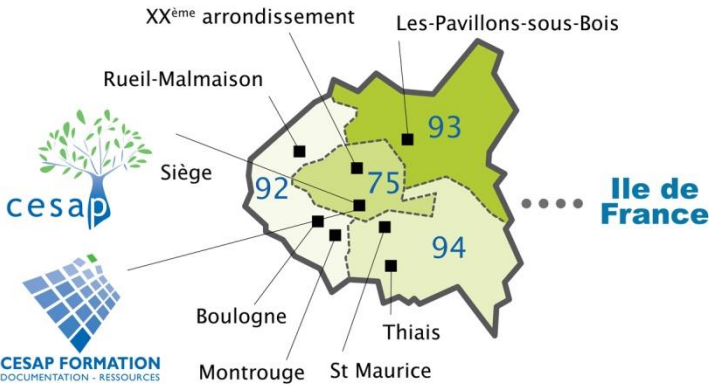 XXème arrondissement
Les-Pavillons-sous-Bois
Rueil-Malmaison
93
Siège
92
75
cesap
Ile de
France
94
Boulogne
Thiais
CESAP FORMATION
DOCUMENTATION - RESSOURCES
Montrouge
St Maurice